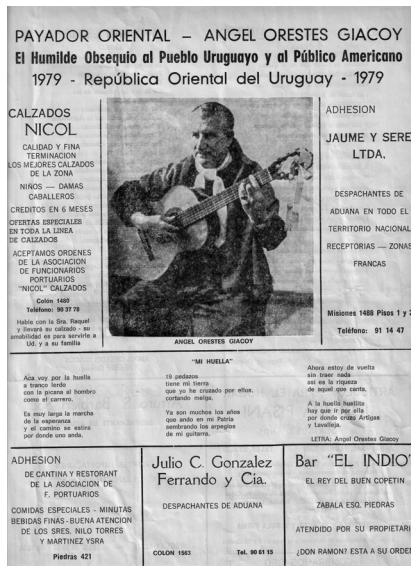 PAYADOR ORIENTAL — ANGEL ORESTES GIACOY
El Humilde Obsequio al Pueblo Uruguayo y al Público Americano
1979 - República Oriental del Uruguay - 1979
CALZADOS
NICOL
CALIDAD Y FINA
TERMINACION
LOS MEJORES CALZADOS
DE LA ZONA
NIÑOS — DAMAS
CABALLEROS
CREDITOS EN 6 MESES
OFERTAS ESPECIALES
EN TODA LA LINEA
DE CALZADOS
ACEPTAMOS ORDENES
DE LA ASOCIACION
DE FUNCIONARIOS
PORTUARIOS
"NICOL" CALZADOS
Colón 1480
Teléfono: 90 37 78
Hable con la Sra. Raquel
y llevará su calzado - su
amabilidad es para servirle a
Ud. y a su familia
ANGEL ORESTES GIACOY
ADHESION
JAUME Y SERE
LTDA.
DESPACHANTES DE
ADUANA EN TODO EL
TERRITORIO NACIONAL
RECEPTORIAS — ZONAS
FRANCAS
Misiones 1486 Pisos 1 y
Teléfono: 91 14 47
"MI HUELLA"
Aca voy por la huella
a tranco lerdo
con la picana al hombro
como el carrero.
Es muy larga la marcha
de la esperanza
y el camino se estira
por donde uno anda.
19 pedazos
tiene mi tierra
que yo he cruzado por ellos,
cortando melga.
Ya son muchos los años
que ando en mi Patria
sembrando los arpegios
de mi guitarra.
Ahora estoy de vuelta
sin traer nada
asi es la riqueza
de aquel que canta.
A la huella huellita
hay que ir por ella
por donde cruzo Artigas
y Lavalleja.
LETRA: Angel Orestes Giacoy
ADHESION
DE CANTINA Y RESTORANT
DE LA ASOCIACION DE
F. PORTUARIOS
COMIDAS ESPECIALES - MINUTAS
BEBIDAS FINAS - BUENA ATENCION
DE LOS SRES. NILO TORRES
Y MARTINEZ YSRA
Piedras 421
Julio C. Gonzalez
Ferrando y Cia.
DESPACHANTES DE ADUANA
COLON 1563 Tel. 90 61 15
Bar "EL INDIO"
EL REY DEL BUEN COPETIN
ZABALA ESQ. PIEDRAS
ATENDIDO POR SU PROPIETARI
¿DON RAMON? ESTA A SU ORDEN